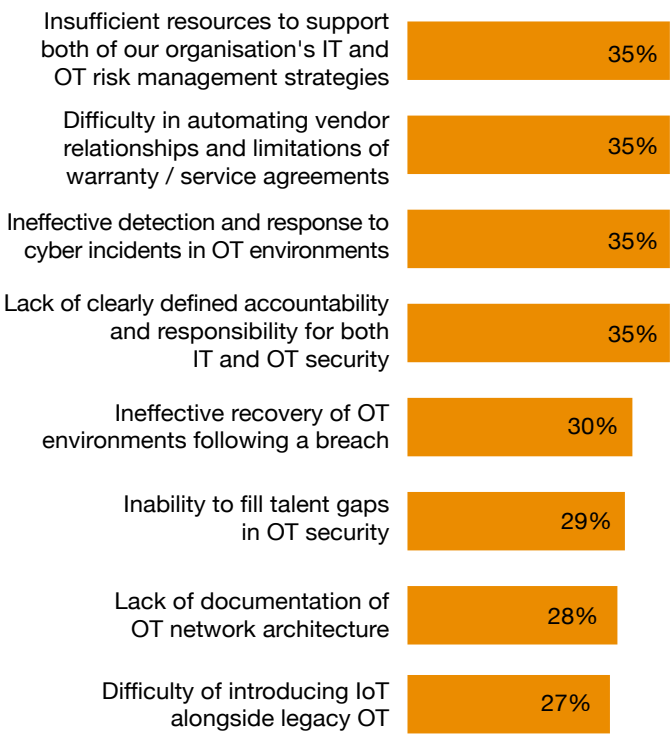 Insufficient resources to support
both of our organisation's IT and
OT risk management strategies
35%
Difficulty in automating vendor
relationships and limitations of
warranty / service agreements
35%
Ineffective detection and response to
cyber incidents in OT environments
35%
Lack of clearly defined accountability
and responsibility for both
IT and OT security
35%
Ineffective recovery of OT
environments following a breach
30%
Inability to fill talent gaps
in OT security
29%
Lack of documentation of
OT network architecture
28%
Difficulty of introducing IoT
alongside legacy OT
27%